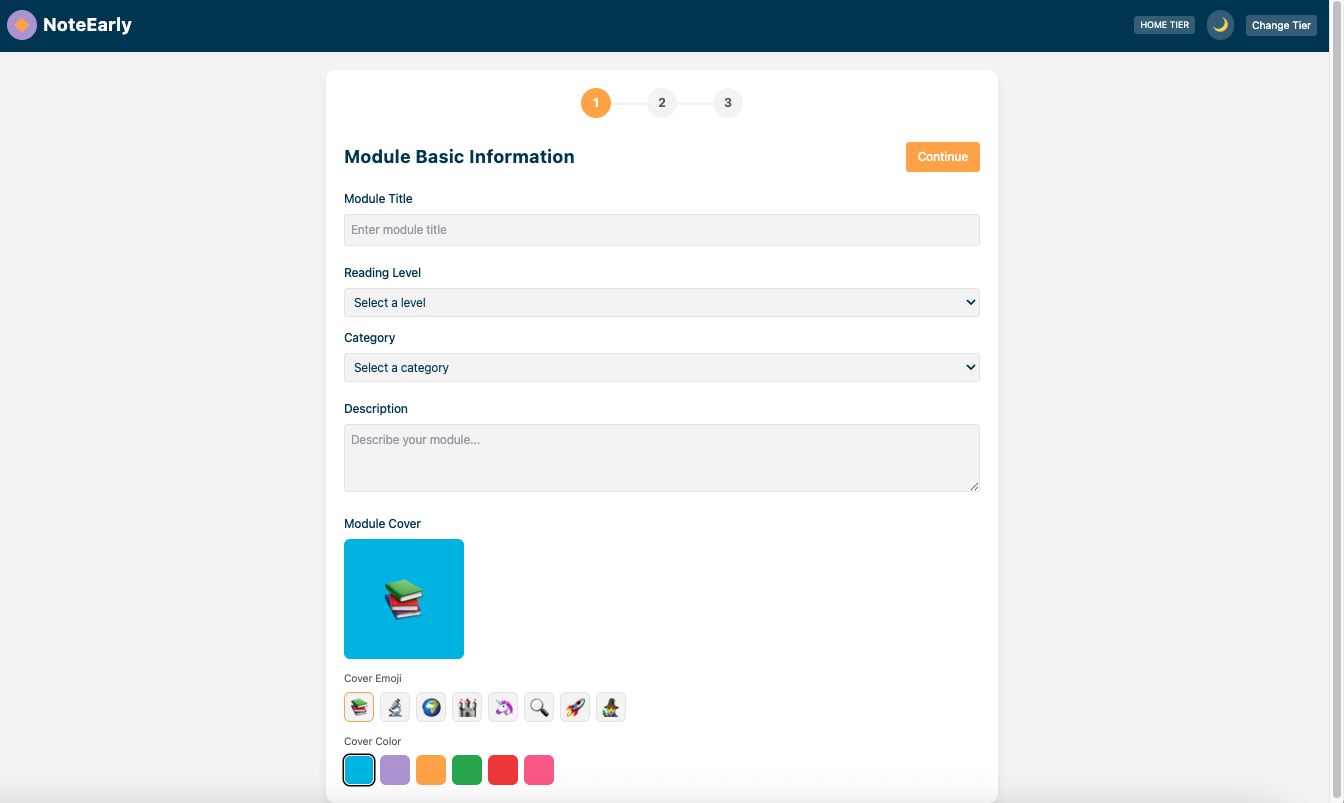 NoteEarly
HOME TIER
Change Tier
1
2
3
Module Basic Information
Continue
Module Title
Enter module title
Reading Level
Select a level
Category
Select a category
Description
Describe your module...
Module Cover
Cover Emoji
Cover Color